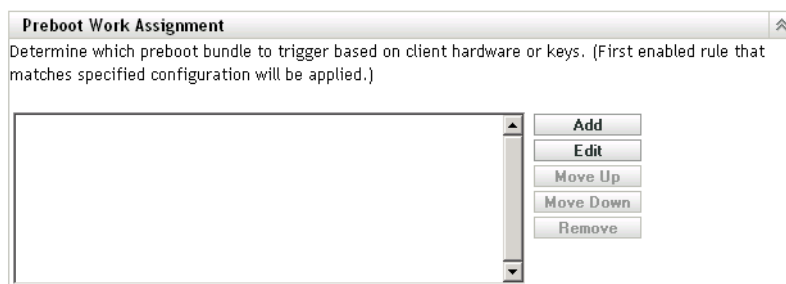 Preboot Work Assignment
Determine which preboot bundle to trigger based on client hardware or keys. (First enabled rule that
matches specified configuration will be applied.)
Add
Edit
Move Up
Move Down
Remove